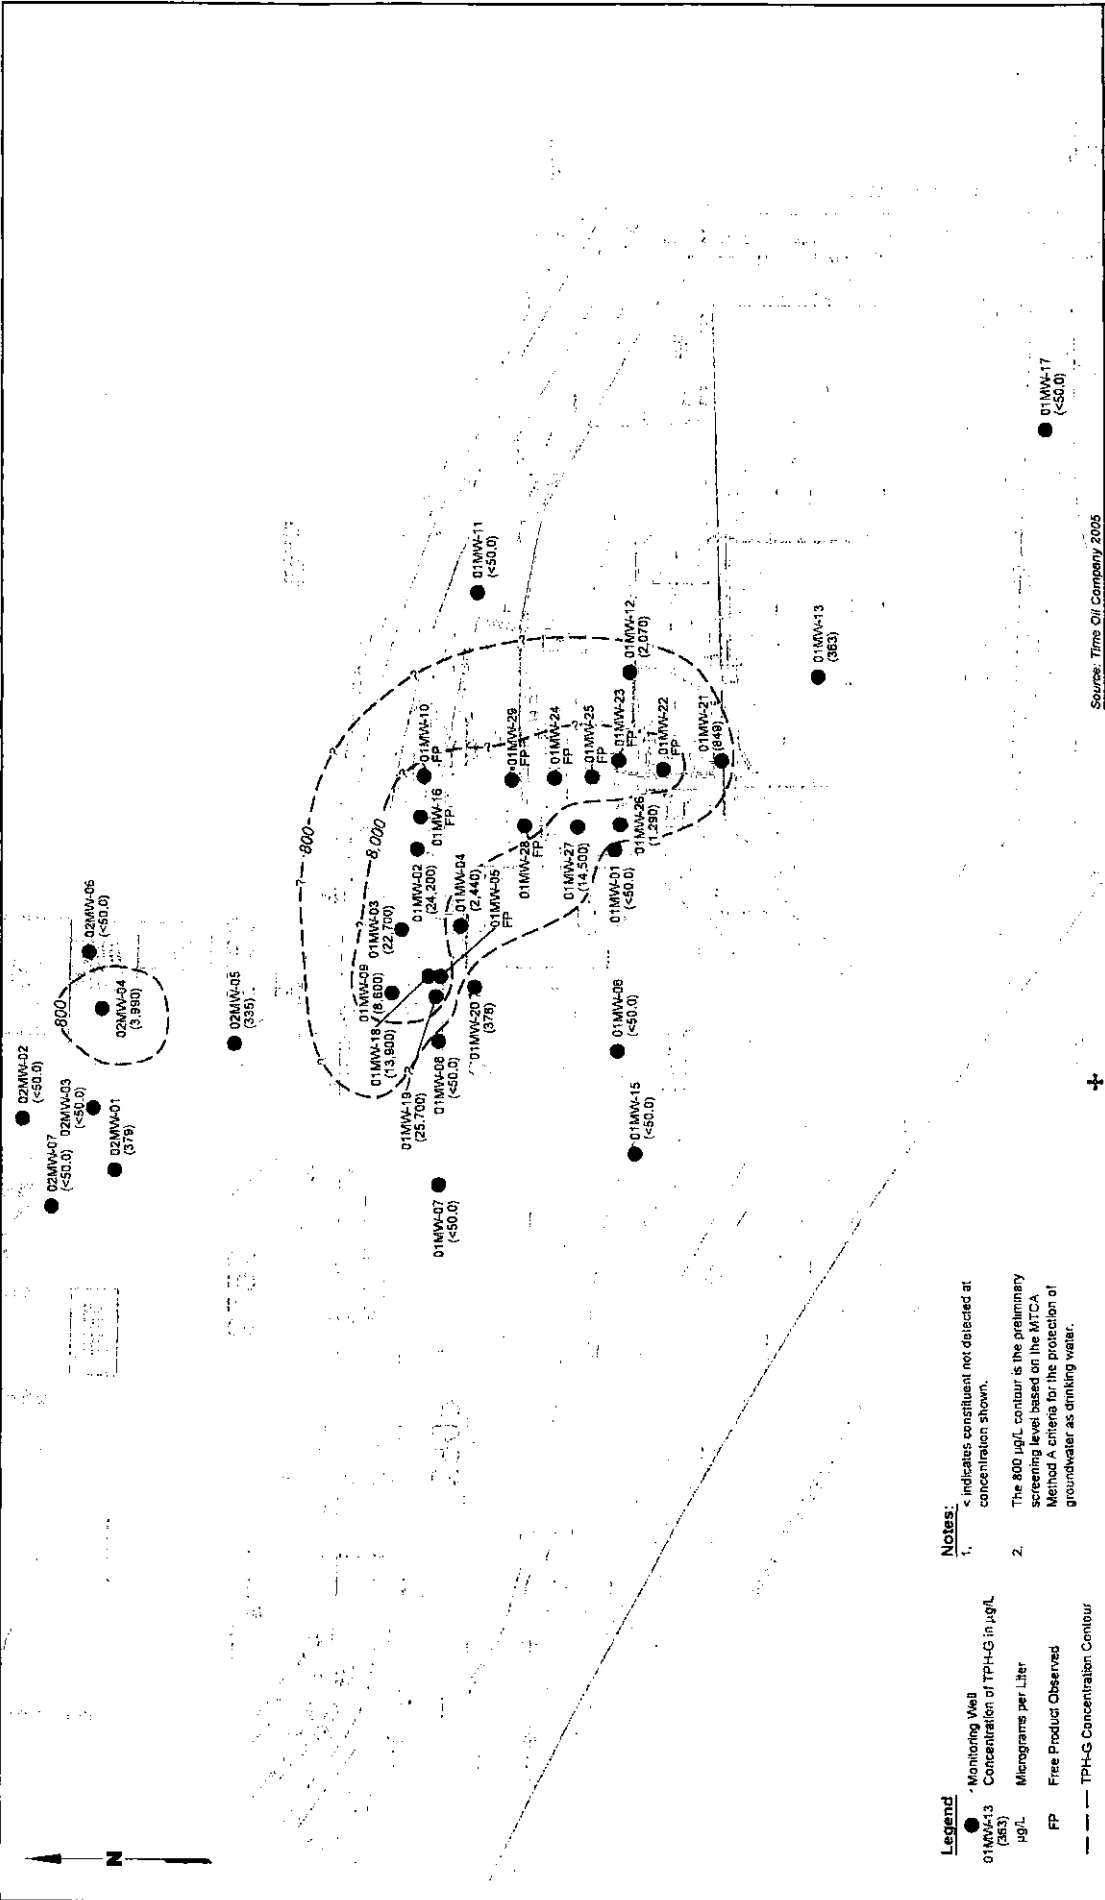 N
02MW-07
(<50.0)
02MW-02
(<50.0)
02MW-03
(<50.0)
02MW-01
(379)
800
02MW-04
(3,990)
02MW-06
(<50.0)
02MW-05
(335)
800
8,000
01MW-09
(8,600)
01MW-03
(22,700)
01MW-02
(24,200)
01MW-16
FP
01MW-10
FP
01MW-18
(13,900)
01MW-19
(25,700)
01MW-08
(<50.0)
01MW-07
(<50.0)
01MW-20
(378)
01MW-04
(2,440)
01MW-05
FP
01MW-11
(<50.0)
01MW-29
FP
01MW-28
FP
01MW-24
FP
01MW-27
(14,500)
01MW-25
FP
01MW-23
FP
01MW-12
(2,070)
01MW-26
(1,290)
01MW-01
(<50.0)
01MW-06
(<50.0)
01MW-15
(<50.0)
01MW-22
FP
01MW-21
(849)
01MW-13
(363)
01MW-17
(<50.0)
Legend
Monitoring Well
01MW-13 Concentration of TPH-G in µg/L
(363)
µg/L Micrograms per Liter
FP Free Product Observed
TPH-G Concentration Contour
Notes:
1. < indicates constituent not detected at
concentration shown.
2. The 800 µg/L contour is the preliminary
screening level based on the MTCA
Method A criteria for the protection of
groundwater as drinking water.
Source: Time Oil Company 2005